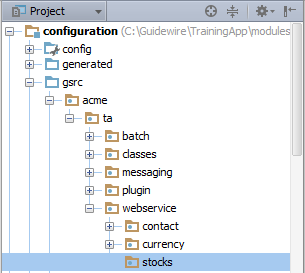 Project
configuration (C:\Guidewire\TrainingApp\modules
config
generated
gsrc
acme
ta
batch
classes
messaging
plugin
webservice
contact
currency
stocks